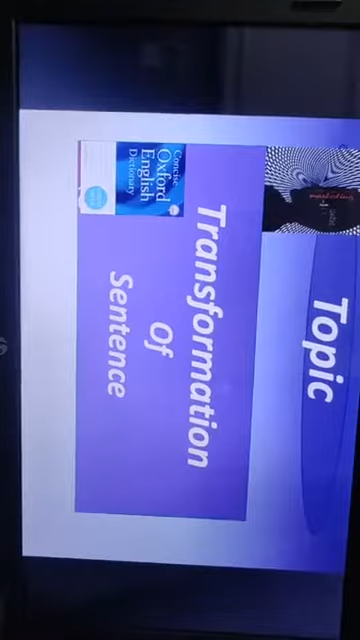 Topic
Transformation
Of
Sentence
Concise
Oxford
English
Dictionary